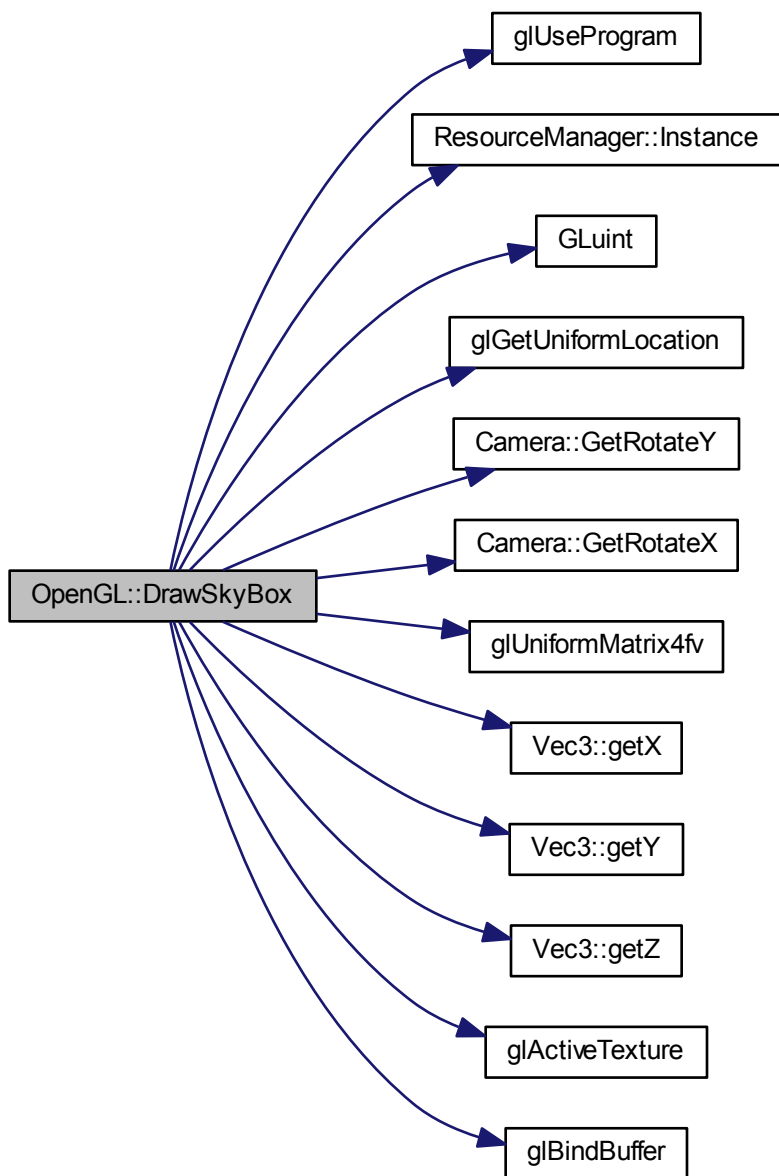 glUseProgram
ResourceManager::Instance
GLuint
glGetUniformLocation
Camera::GetRotateY
Camera::GetRotateX
OpenGL::DrawSkyBox
glUniformMatrix4fv
Vec3::getX
Vec3::getY
Vec3::getZ
glActiveTexture
glBindBuffer